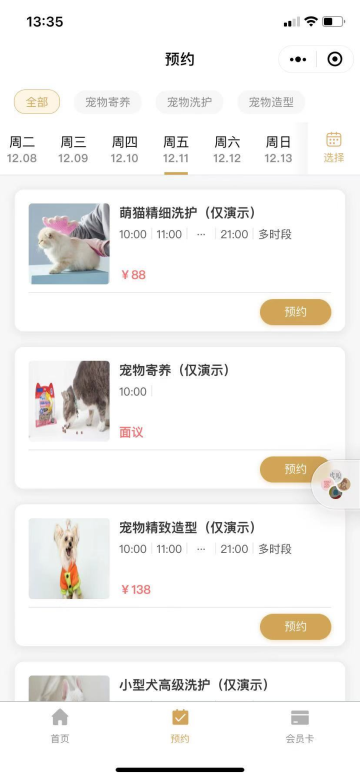 13:35
预约
全部 宠物寄养 宠物洗护 宠物造型
周二 周三 周四 周五 周六 周日
12.08 12.09 12.10 12.11 12.12 12.13 选择
萌猫精细洗护（仅演示）
10:00 11:00 ... 21:00 多时段
￥88
预约
宠物寄养（仅演示）
10:00
面议
预约
宠物精致造型（仅演示）
10:00 11:00 ... 21:00 多时段
￥138
预约
小型犬高级洗护（仅演示）
首页 预约 会员卡